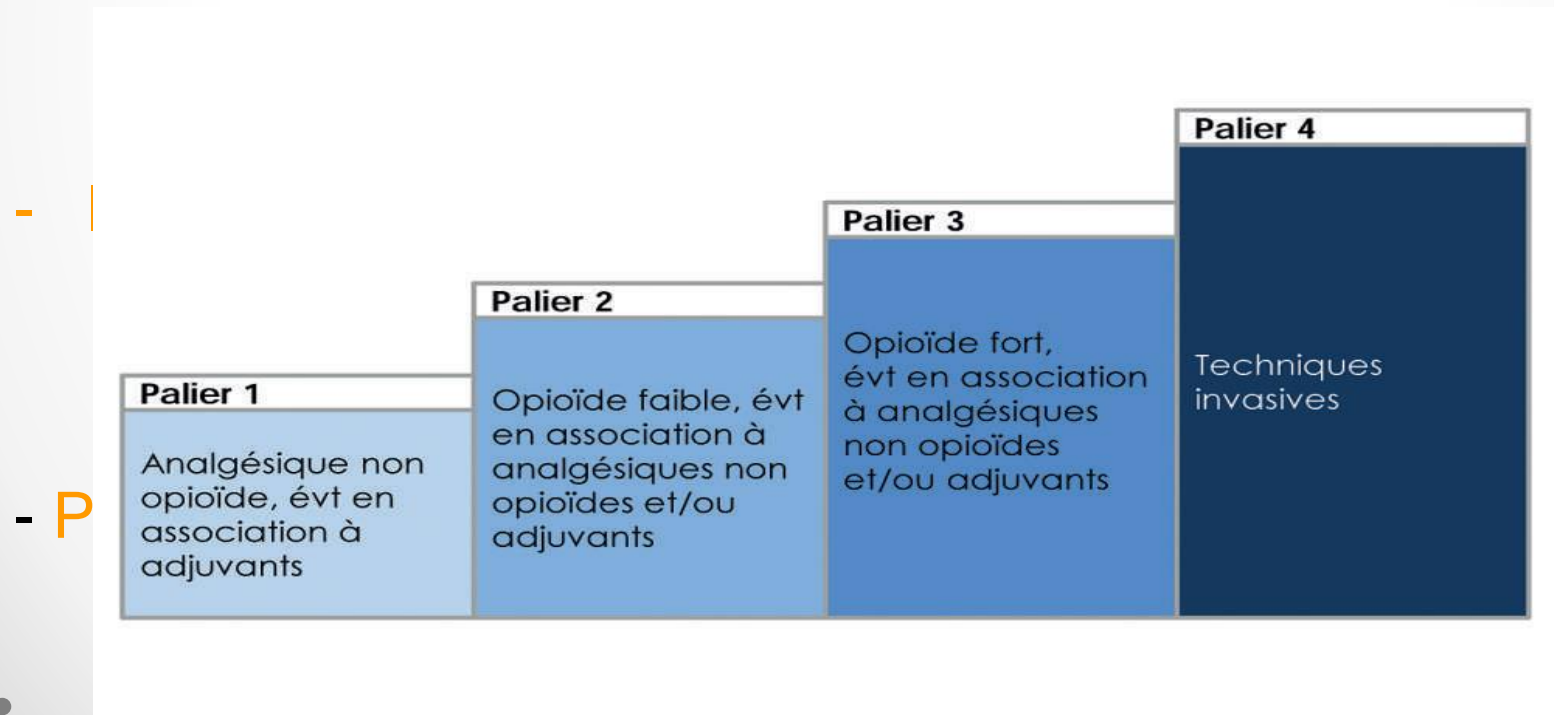 Palier 1
Analgésique non
opioïde, évt en
association à
adjuvants
Palier 2
Opioïde faible, évt
en association à
analgésiques non
opioïdes et/ou
adjuvants
Palier 3
Opioïde fort,
évt en association
à analgésiques
non opioïdes
et/ou adjuvants
Palier 4
Techniques
invasives
-
- P